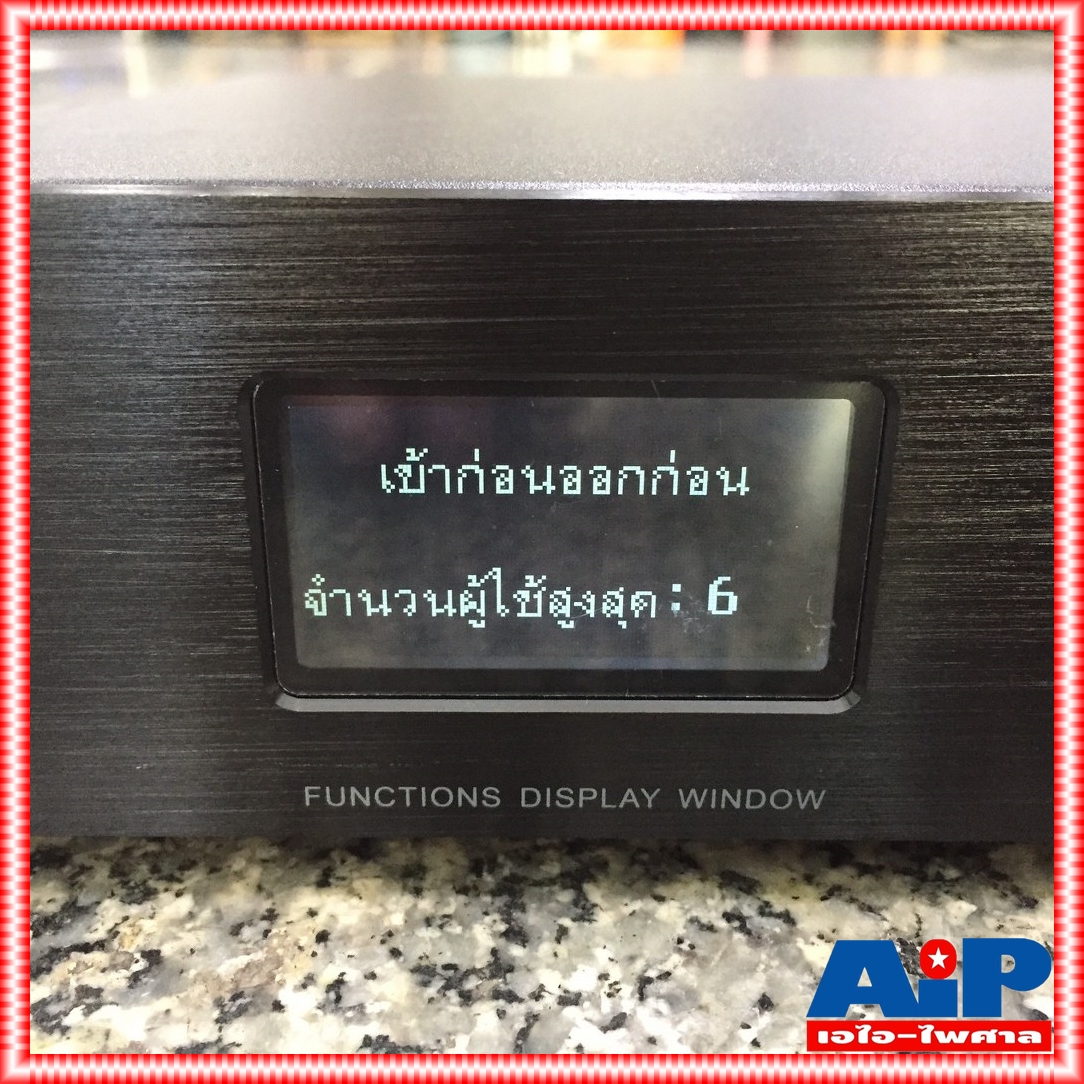 เข้าก่อนออกก่อน
จำนวนผู้ใช้สูงสุด: 6
FUNCTIONS DISPLAY WINDOW
AiP
เอไอ-ไพศาล